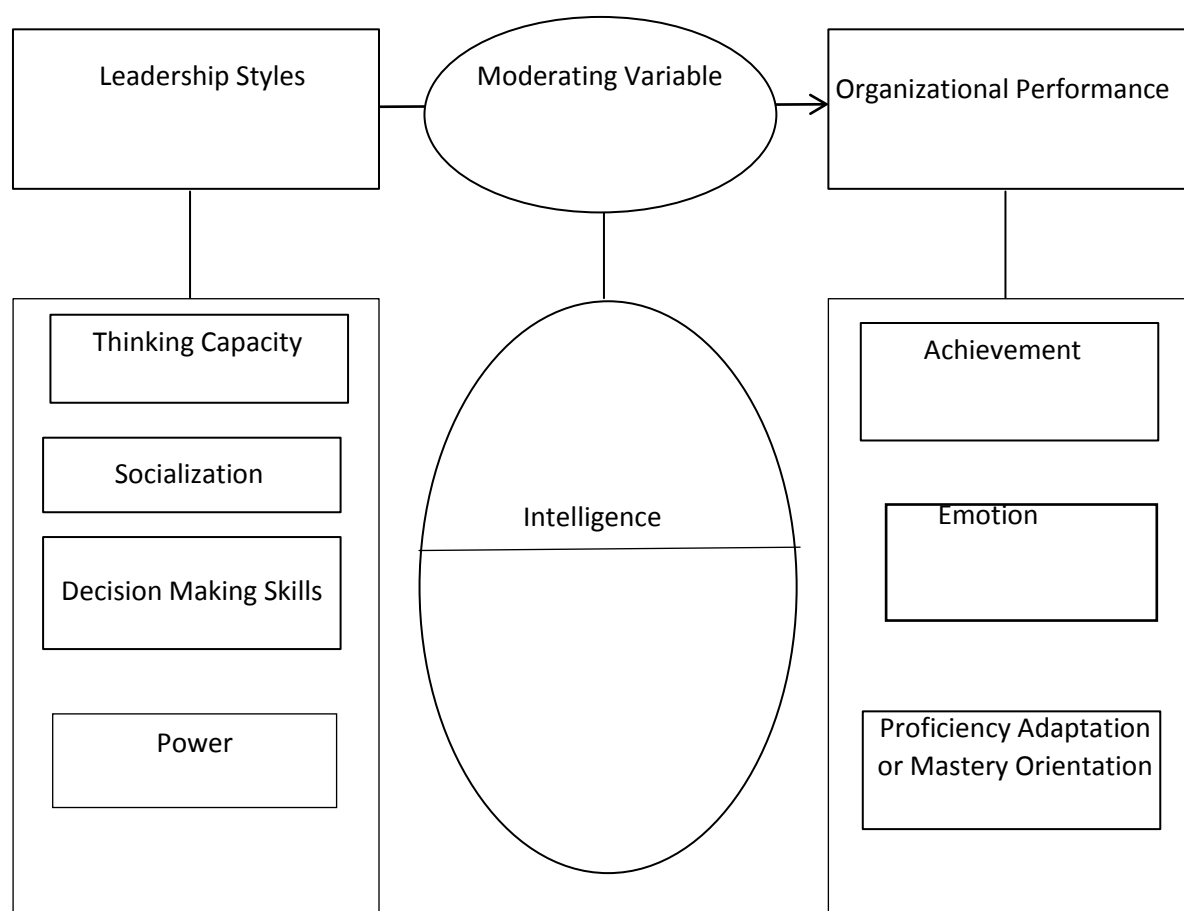 Leadership Styles
Moderating Variable
Organizational Performance
Thinking Capacity
Socialization
Decision Making Skills
Power
Intelligence
Achievement
Emotion
Proficiency Adaptation
or Mastery Orientation